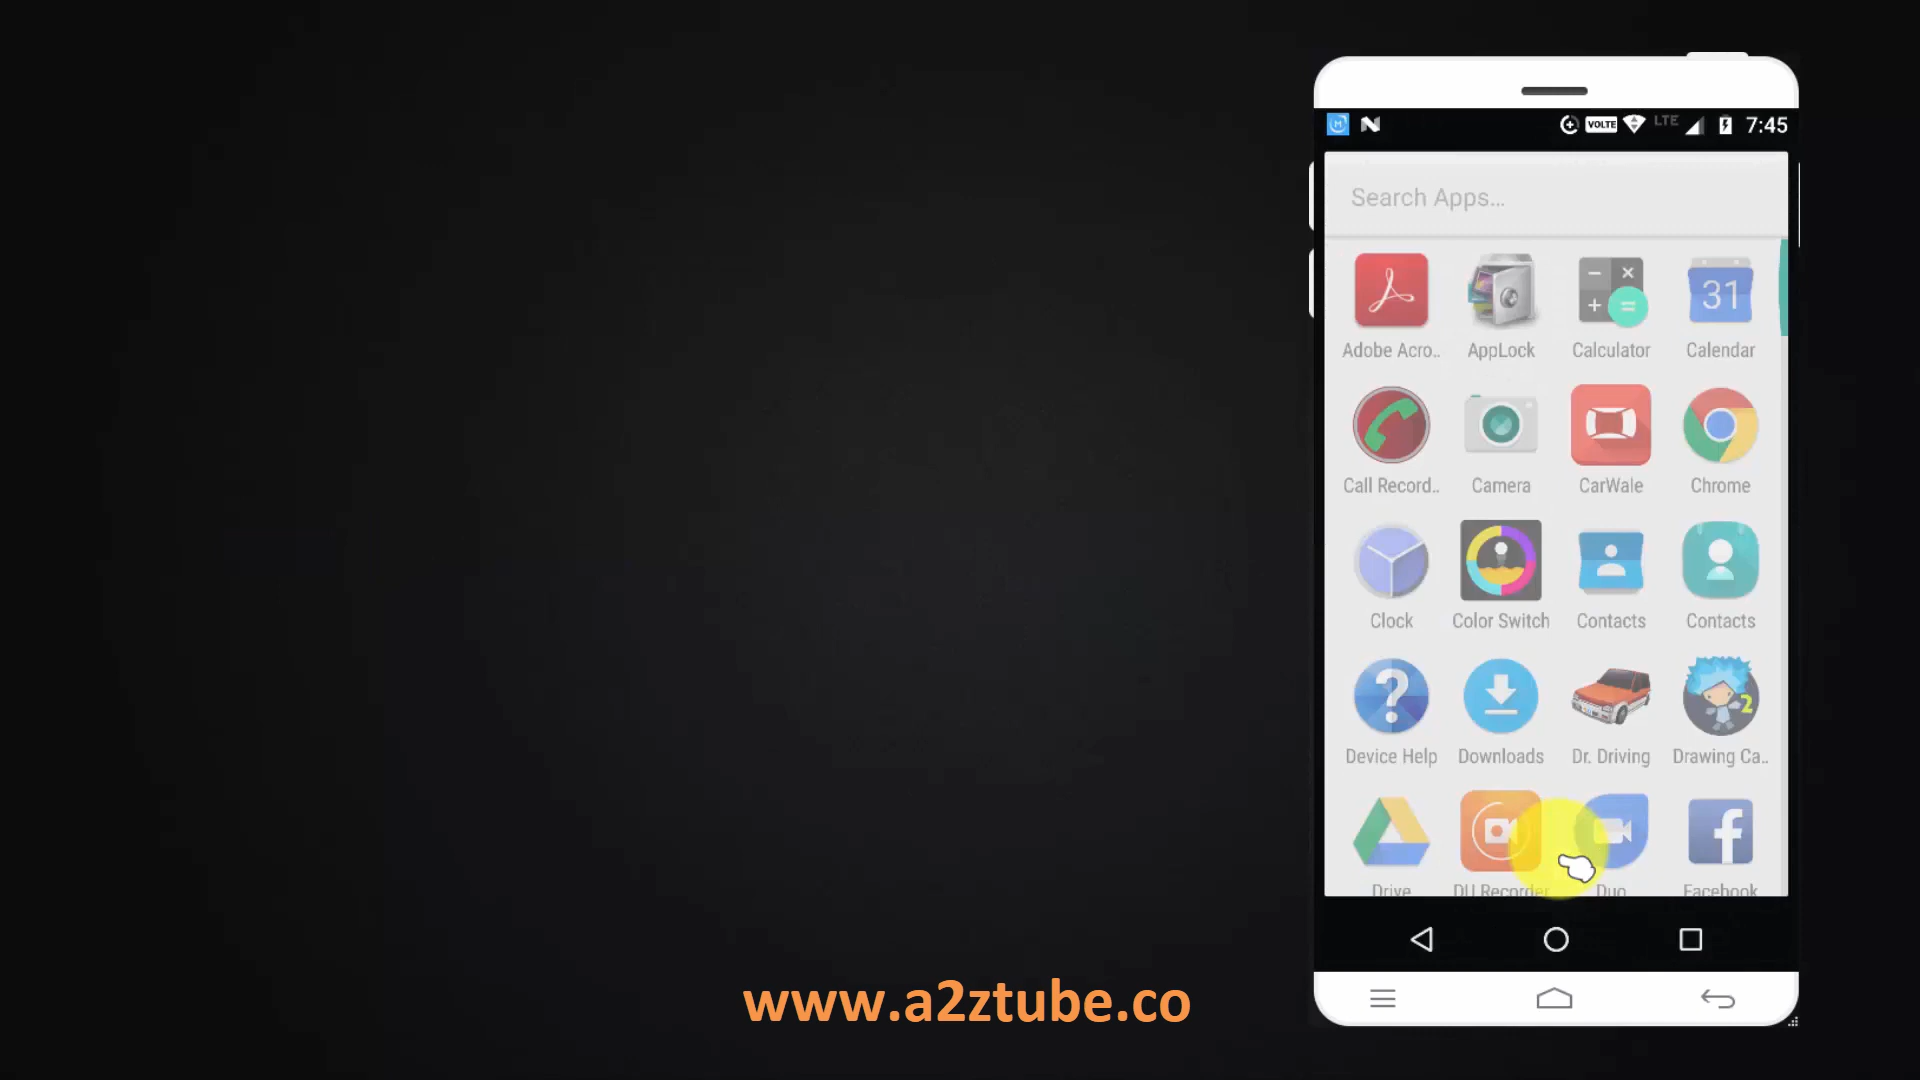 VOLTE LTE 7:45
Search Apps...
31
Adobe Acro.. AppLock Calculator Calendar
Call Record.. Camera CarWale Chrome
Clock Color Switch Contacts Contacts
2
Device Help Downloads Dr. Driving Drawing Ca..
Drive DU Recorder Duo Facebook
www.a2ztube.co